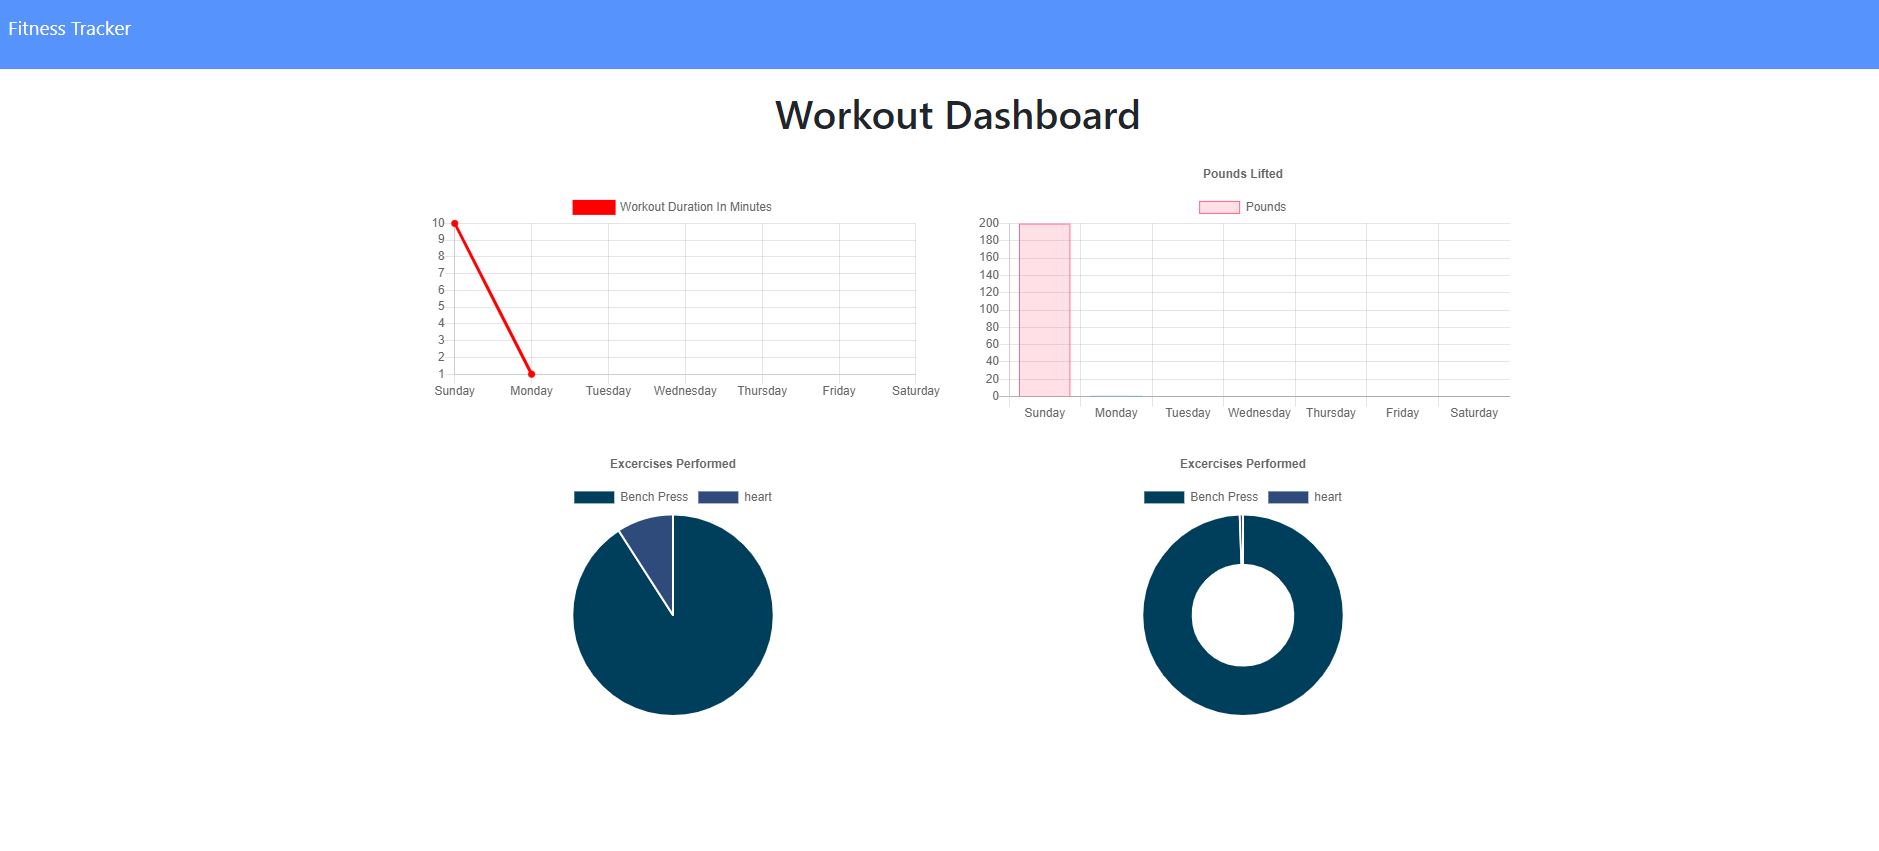 Fitness Tracker
Workout Dashboard
Workout Duration In Minutes
10
9
8
7
6
5
4
3
2
1
Sunday Monday Tuesday Wednesday Thursday Friday Saturday
Pounds Lifted
Pounds
200
180
160
140
120
100
80
60
40
20
0
Sunday Monday Tuesday Wednesday Thursday Friday Saturday
Excercises Performed
Bench Press heart
Excercises Performed
Bench Press heart